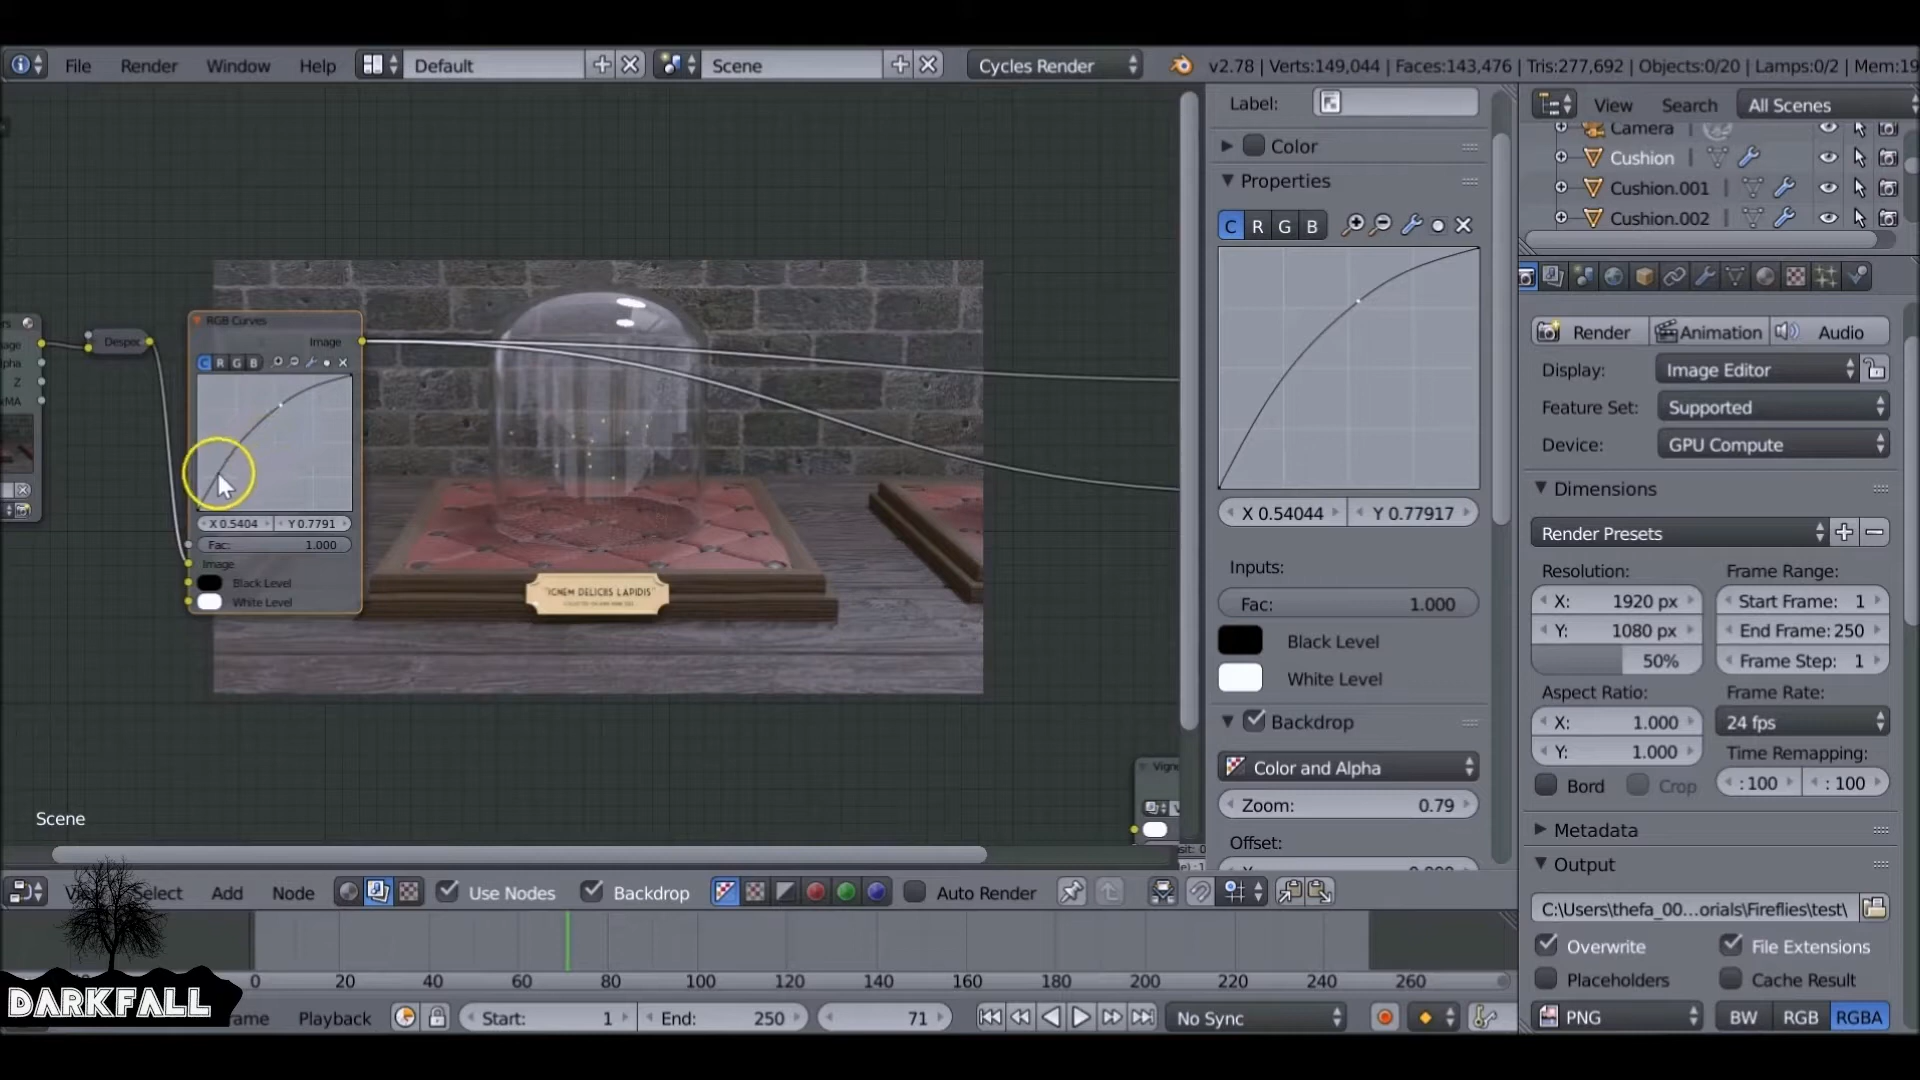 File Render Window Help Default Scene Cycles Render v2.78 | Verts:149,044 | Faces:143,476 | Tris:277,692 | Objects:0/20 | Lamps:0/2 | Mem:19
Label:
View Search All Scenes
Camera
Color
Cushion
Properties
Cushion.001
C R G B
Cushion.002
RGB Curves
Image
Render Animation Audio
Despec
C R G B
Display: Image Editor
Z
Feature Set: Supported
Device: GPU Compute
Dimensions
X 0.54044 Y 0.77917
X 0.5404 Y 0.7791
Render Presets
Fac: 1.000
Image
Inputs:
Resolution: Frame Range:
Black Level
Fac: 1.000
X: 1920 px Start Frame: 1
White Level
"IGNEM DELICIIS LAPIDIS"
Black Level
Y: 1080 px End Frame: 250
White Level
50% Frame Step: 1
Aspect Ratio: Frame Rate:
Backdrop
X: 1.000 24 fps
Y: 1.000 Time Remapping:
Color and Alpha
Bord Crop :100 :100
Zoom: 0.79
Scene
Metadata
Offset:
Output
Select Add Node Use Nodes Backdrop Auto Render
C:\Users\thefa_00...orials\Fireflies\test\
Overwrite File Extensions
0 20 40 60 80 100 120 140 160 180 200 220 240 260
Placeholders Cache Result
DARKFALL
Playback Start: 1 End: 250 71 No Sync
PNG BW RGB RGBA